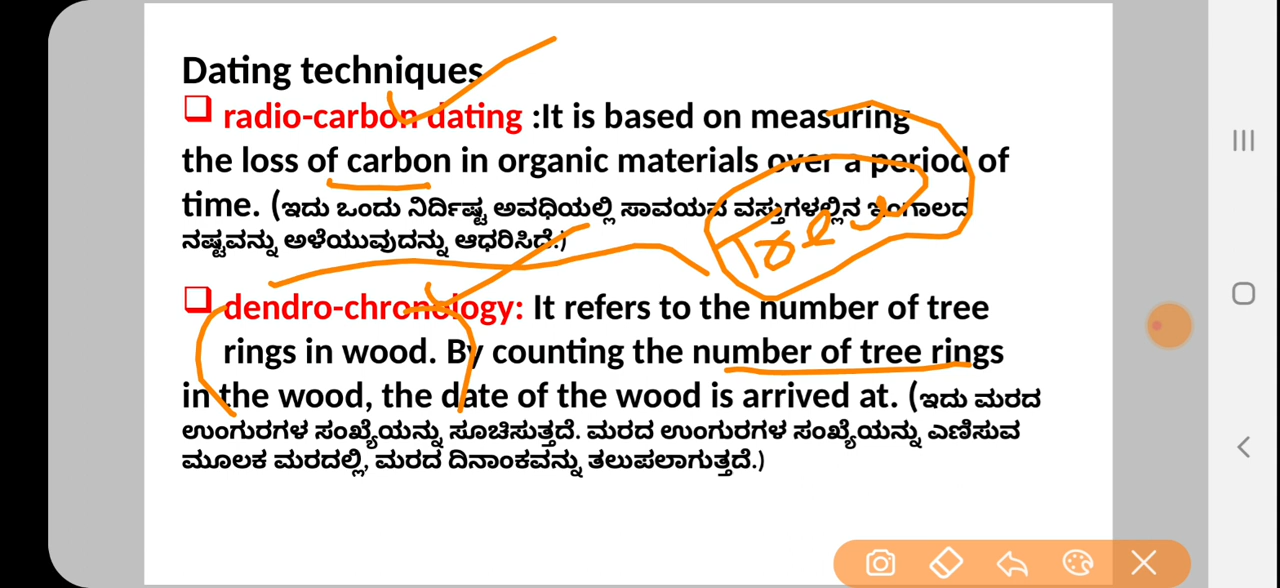 Dating techniques
❑ radio-carbon dating :It is based on measuring
the loss of carbon in organic materials over a period of
time. (ಇದು ಒಂದು ನಿರ್ದಿಷ್ಟ ಅವಧಿಯಲ್ಲಿ ಸಾವಯವ ವಸ್ತುಗಳಲ್ಲಿನ ಇಂಗಾಲದ
ನಷ್ಟವನ್ನು ಅಳೆಯುವುದನ್ನು ಆಧರಿಸಿದೆ.)
❑ dendro-chronology: It refers to the number of tree
rings in wood. By counting the number of tree rings
in the wood, the date of the wood is arrived at. (ಇದು ಮರದ
ಉಂಗುರಗಳ ಸಂಖ್ಯೆಯನ್ನು ಸೂಚಿಸುತ್ತದೆ. ಮರದ ಉಂಗುರಗಳ ಸಂಖ್ಯೆಯನ್ನು ಎಣಿಸುವ
ಮೂಲಕ ಮರದಲ್ಲಿ, ಮರದ ದಿನಾಂಕವನ್ನು ತಲುಪಲಾಗುತ್ತದೆ.)